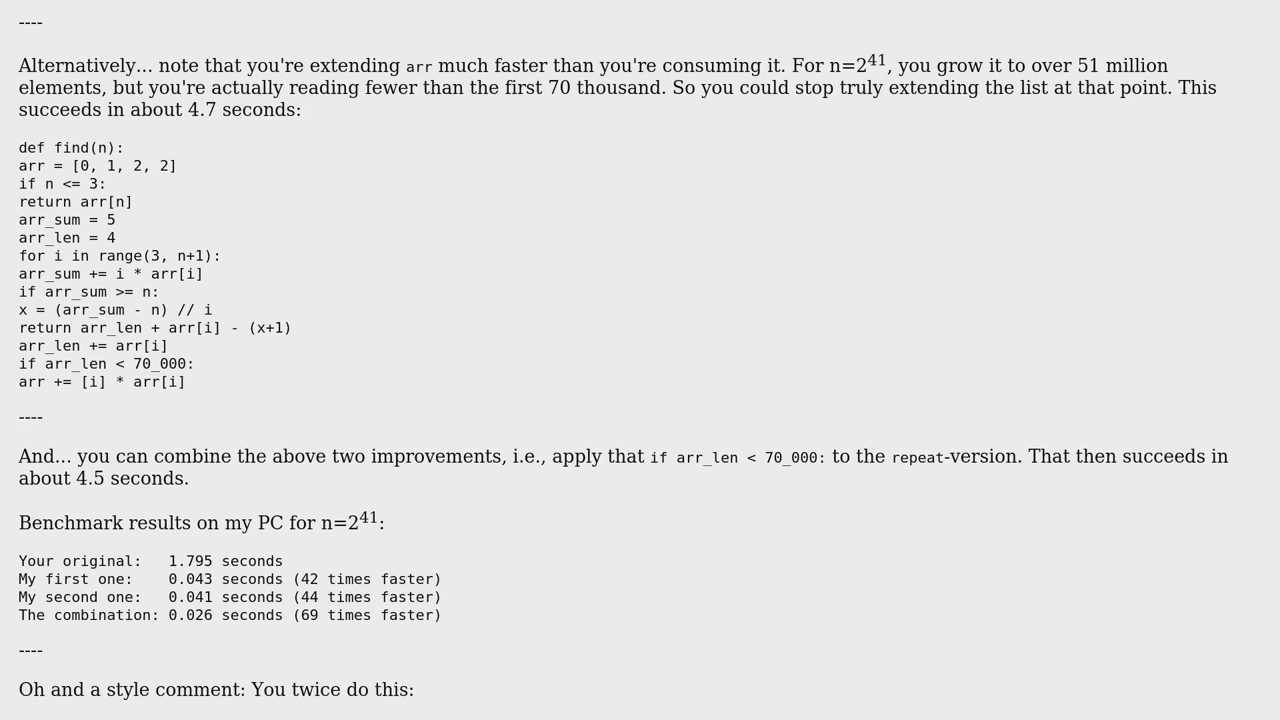 ----
Alternatively... note that you're extending arr much faster than you're consuming it. For n=2^41, you grow it to over 51 million
elements, but you're actually reading fewer than the first 70 thousand. So you could stop truly extending the list at that point. This
succeeds in about 4.7 seconds:
def find(n):
arr = [0, 1, 2, 2]
if n <= 3:
return arr[n]
arr_sum = 5
arr_len = 4
for i in range(3, n+1):
arr_sum += i * arr[i]
if arr_sum >= n:
x = (arr_sum - n) // i
return arr_len + arr[i] - (x+1)
arr_len += arr[i]
if arr_len < 70_000:
arr += [i] * arr[i]
----
And... you can combine the above two improvements, i.e., apply that if arr_len < 70_000: to the repeat-version. That then succeeds in
about 4.5 seconds.
Benchmark results on my PC for n=2^41:
Your original:   1.795 seconds
My first one:    0.043 seconds (42 times faster)
My second one:   0.041 seconds (44 times faster)
The combination: 0.026 seconds (69 times faster)
----
Oh and a style comment: You twice do this: